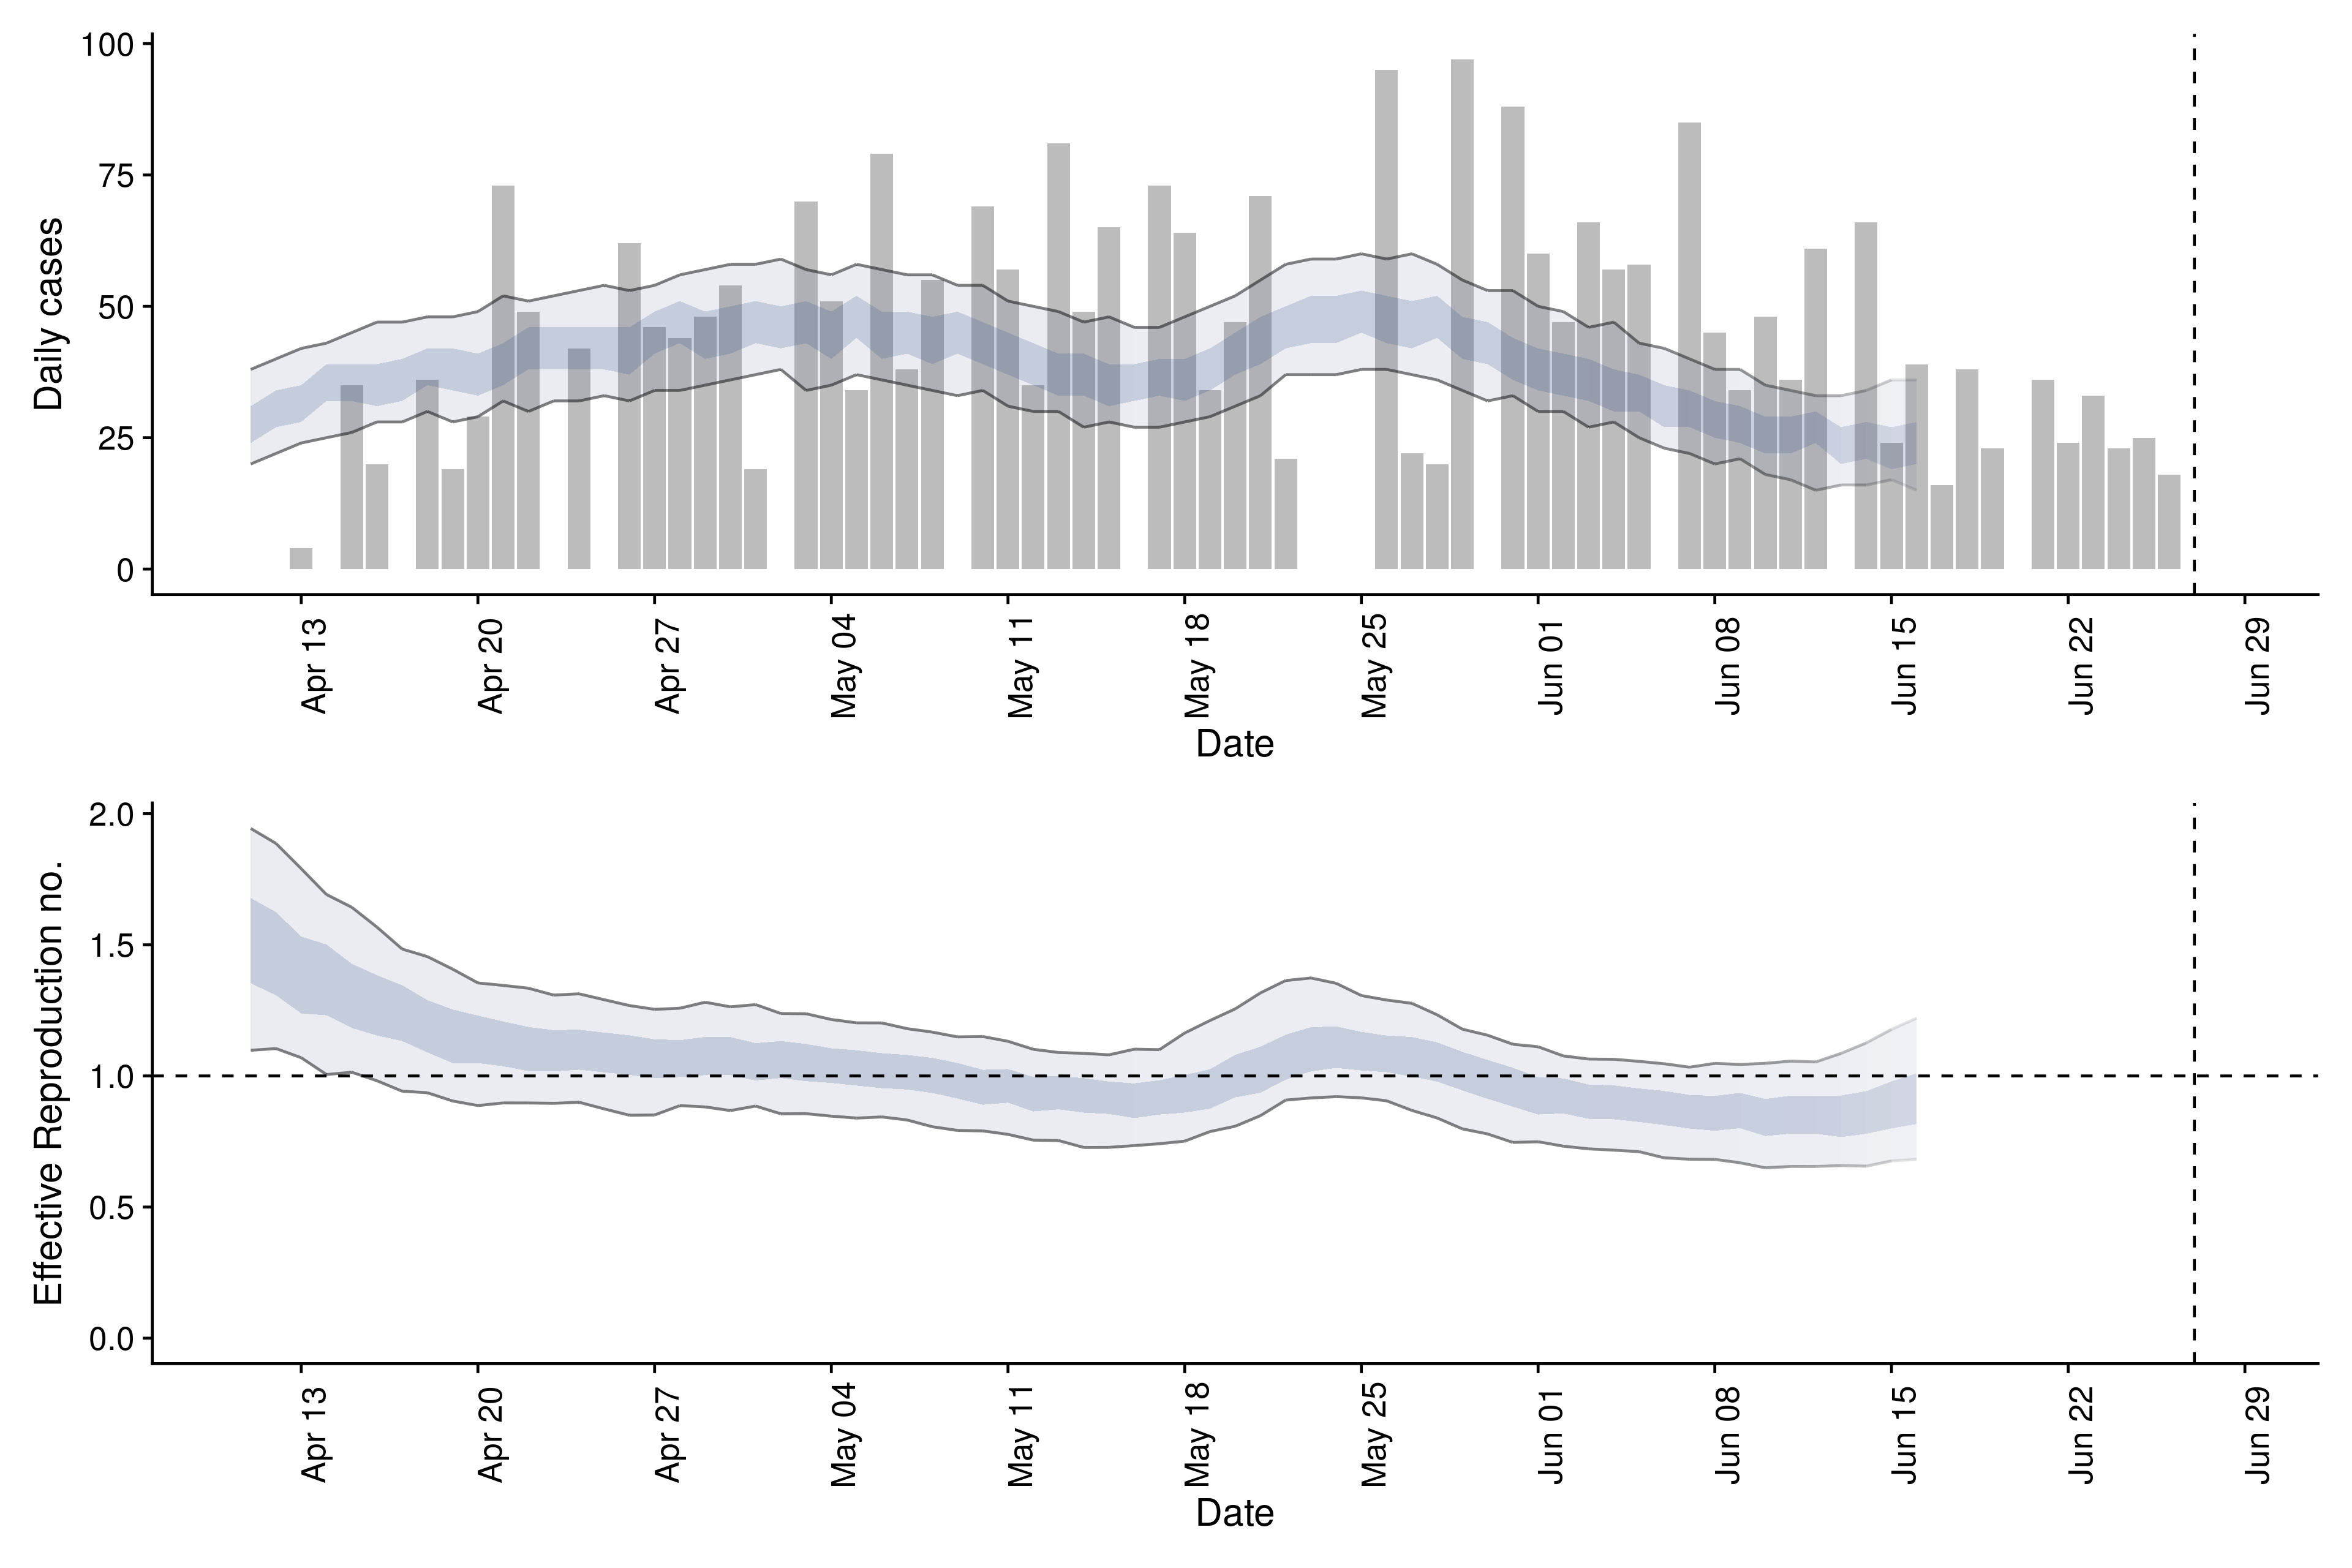 Daily cases
100
75
50
25
0
Apr 13
Apr 20
Apr 27
May 04
May 11
May 18
May 25
Jun 01
Jun 08
Jun 15
Jun 22
Jun 29
Date
Effective Reproduction no.
2.0
1.5
1.0
0.5
0.0
Apr 13
Apr 20
Apr 27
May 04
May 11
May 18
May 25
Jun 01
Jun 08
Jun 15
Jun 22
Jun 29
Date